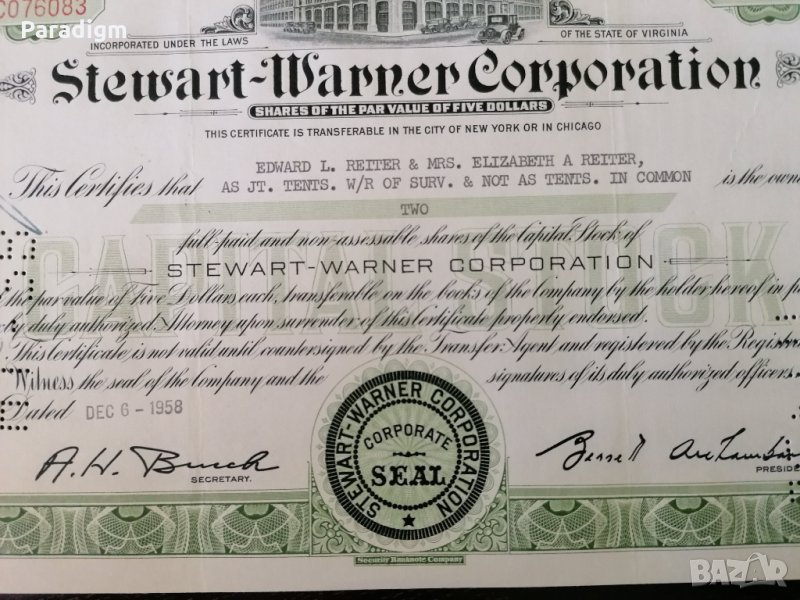 C076083
Paradigm
INCORPORATED UNDER THE LAWS
OF THE STATE OF VIRGINIA
Stewart-Warner Corporation
SHARES OF THE PAR VALUE OF FIVE DOLLARS
THIS CERTIFICATE IS TRANSFERABLE IN THE CITY OF NEW YORK OR IN CHICAGO
EDWARD L. REITER & MRS. ELIZABETH A REITER,
This Certifies that AS JT. TENTS. W/R OF SURV. & NOT AS TENTS. IN COMMON is the
TWO
CAPITAL STOCK
full-paid and non-assessable shares of the Capital Stock of
STEWART-WARNER CORPORATION
the par value of Five Dollars each, transferable on the books of the Company by the holder hereof in
by duly authorized Attorney upon surrender of this certificate properly endorsed.
This Certificate is not valid until countersigned by the Transfer Agent and registered by the
Witness the seal of the Company and the signatures of its duly authorized officers
Dated DEC 6 - 1958
STEWART-WARNER CORPORATION
CORPORATE
SEAL
A. H.
SECRETARY.
Security Banknote Company
BAZAR